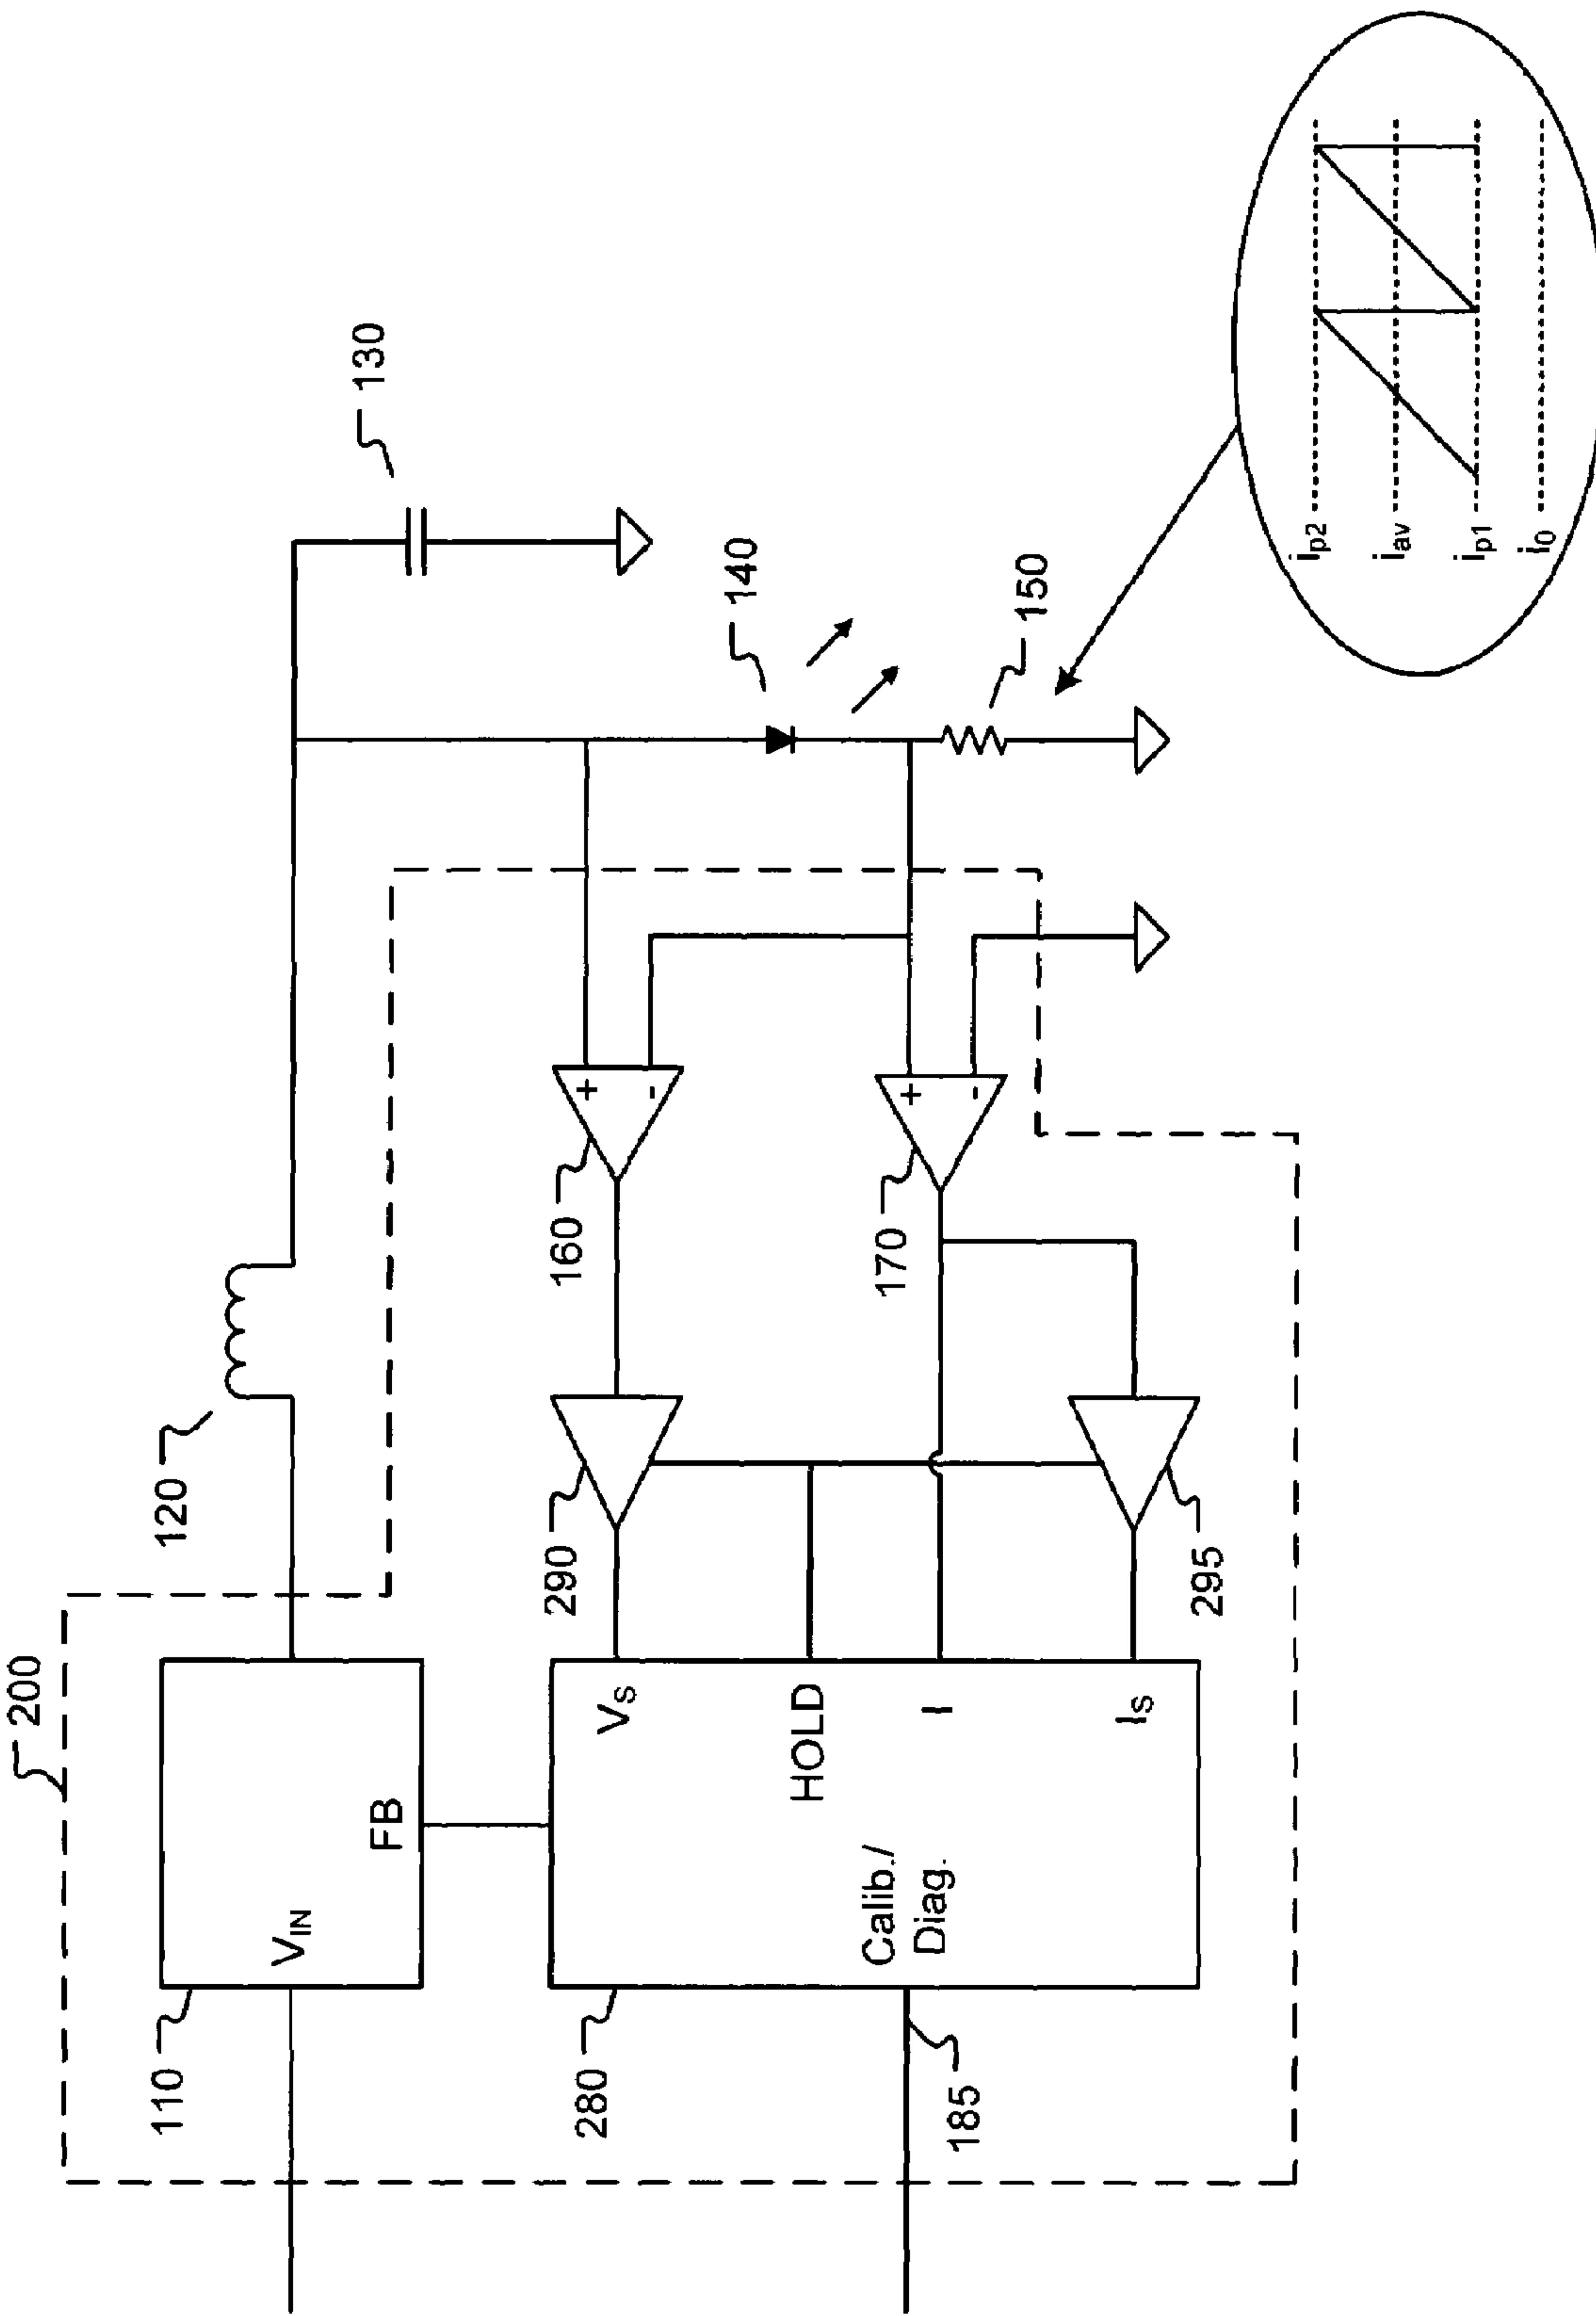 200
110
V_IN
FB
120
130
280
V_S
HOLD
I
I_S
Calib./
Diag.
185
290
295
160
170
140
150
i_p2
i_av
i_p1
i_0